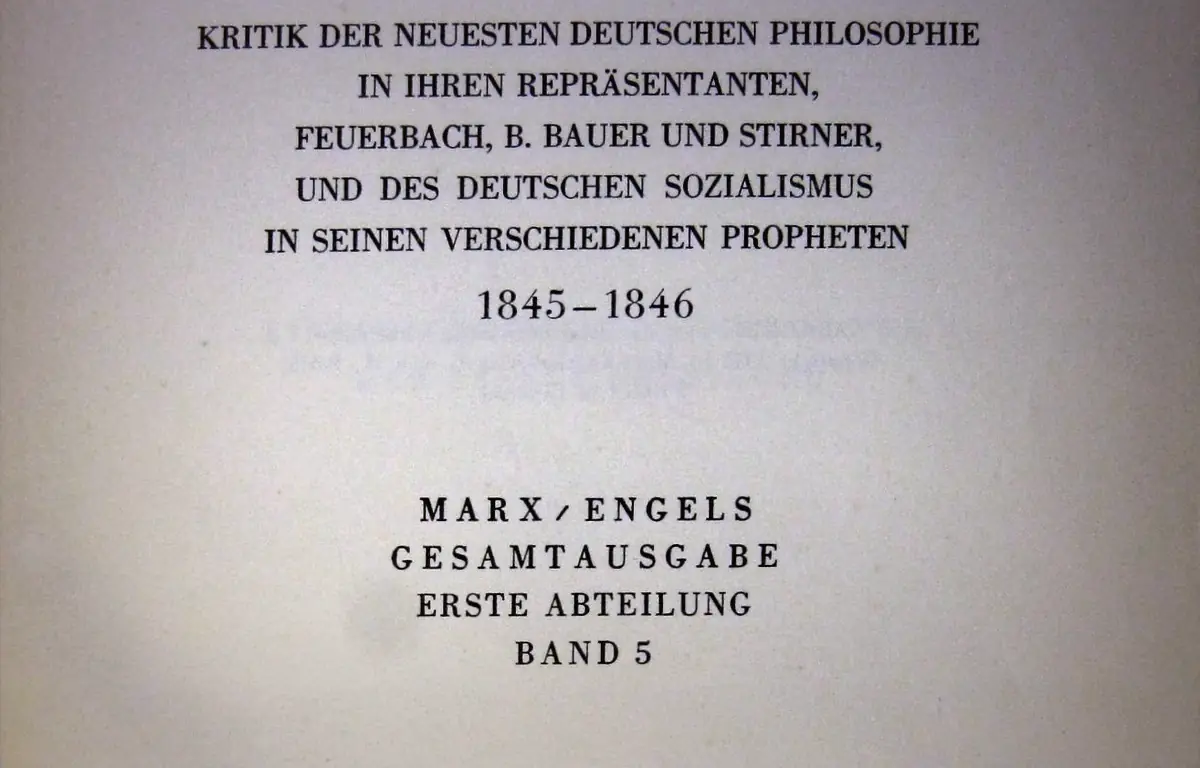 KRITIK DER NEUESTEN DEUTSCHEN PHILOSOPHIE
IN IHREN REPRÄSENTANTEN,
FEUERBACH, B. BAUER UND STIRNER,
UND DES DEUTSCHEN SOZIALISMUS
IN SEINEN VERSCHIEDENEN PROPHETEN
1845–1846
MARX/ENGELS
GESAMTAUSGABE
ERSTE ABTEILUNG
BAND 5